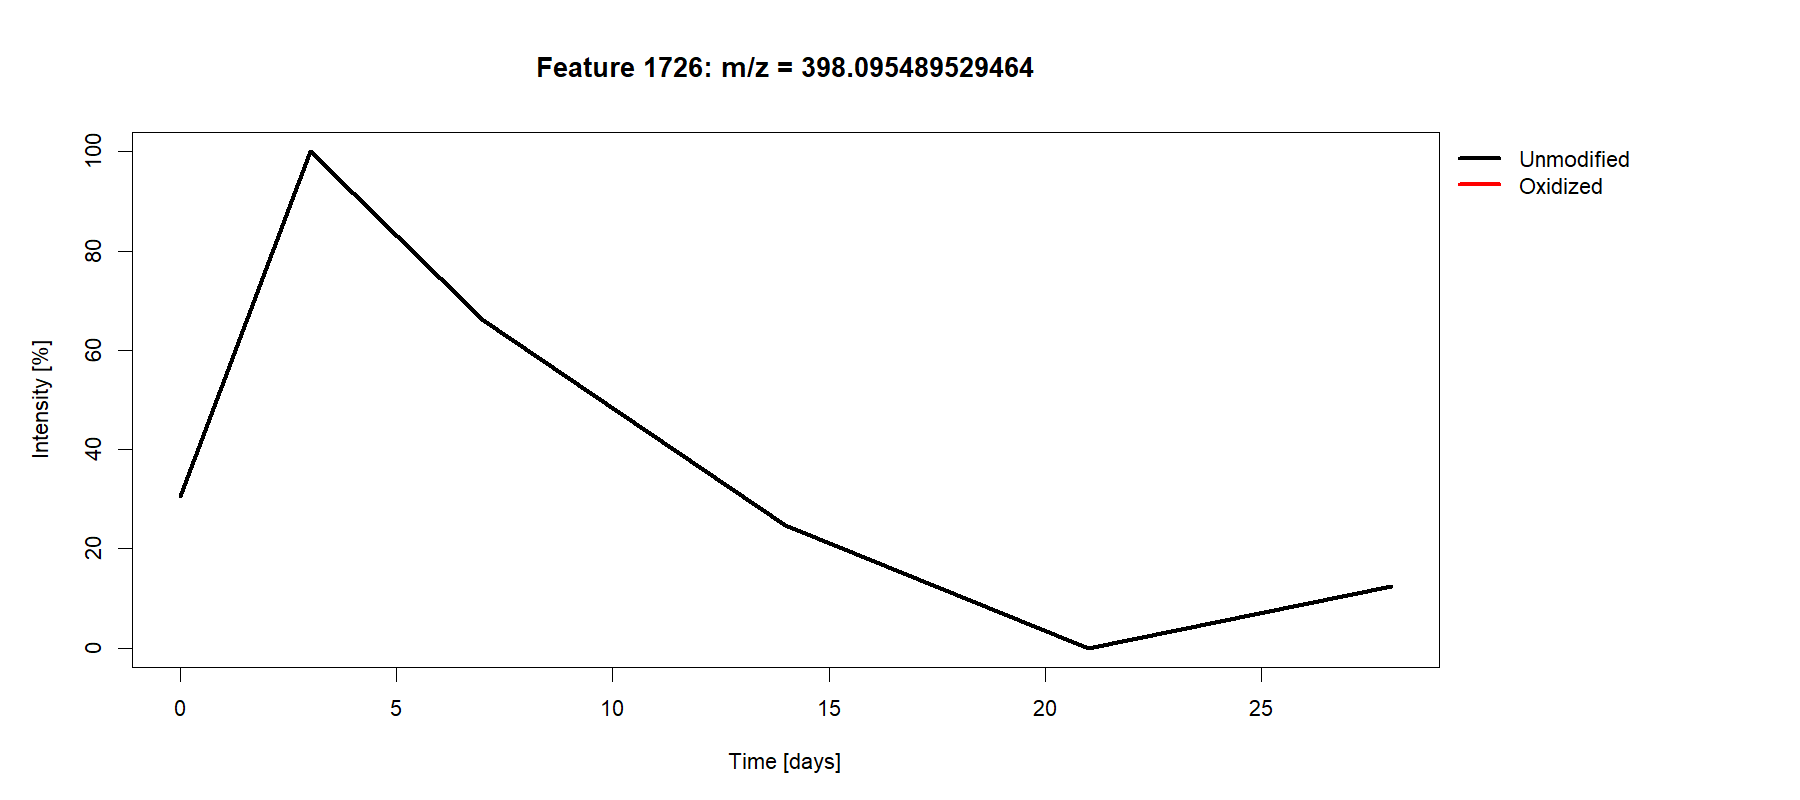 Feature 1726: m/z = 398.095489529464
Unmodified
Oxidized
Intensity [%]
100
80
60
40
20
0
0 5 10 15 20 25
Time [days]